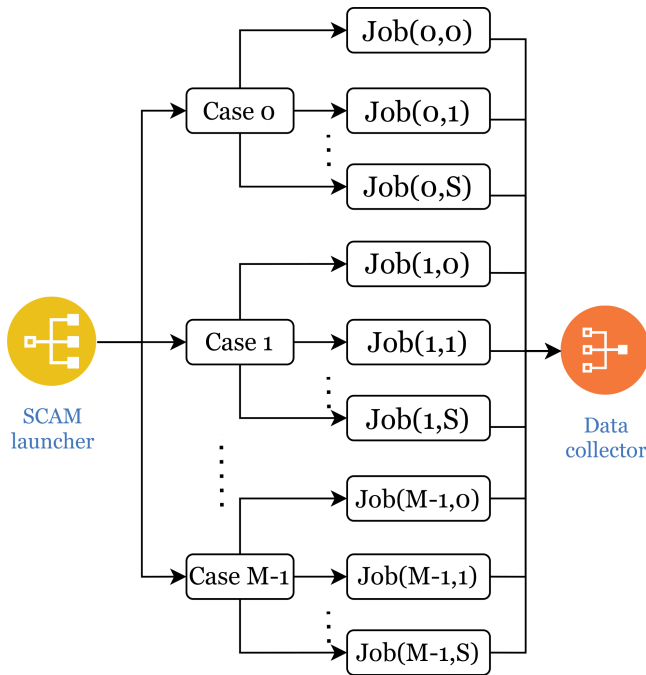 Job(0,0)
Case 0
Job(0,1)
Job(0,S)
Job(1,0)
Case 1
Job(1,1)
SCAM
launcher
Job(1,S)
Data
collector
Job(M-1,0)
Case M-1
Job(M-1,1)
Job(M-1,S)